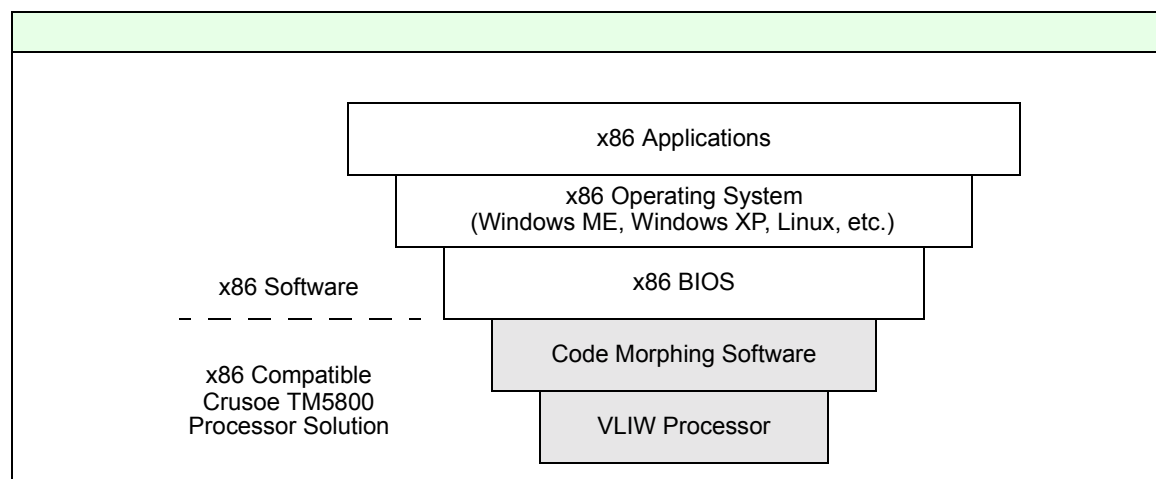 x86 Applications
x86 Operating System
(Windows ME, Windows XP, Linux, etc.)
x86 BIOS
x86 Software
Code Morphing Software
x86 Compatible
Crusoe TM5800
Processor Solution
VLIW Processor